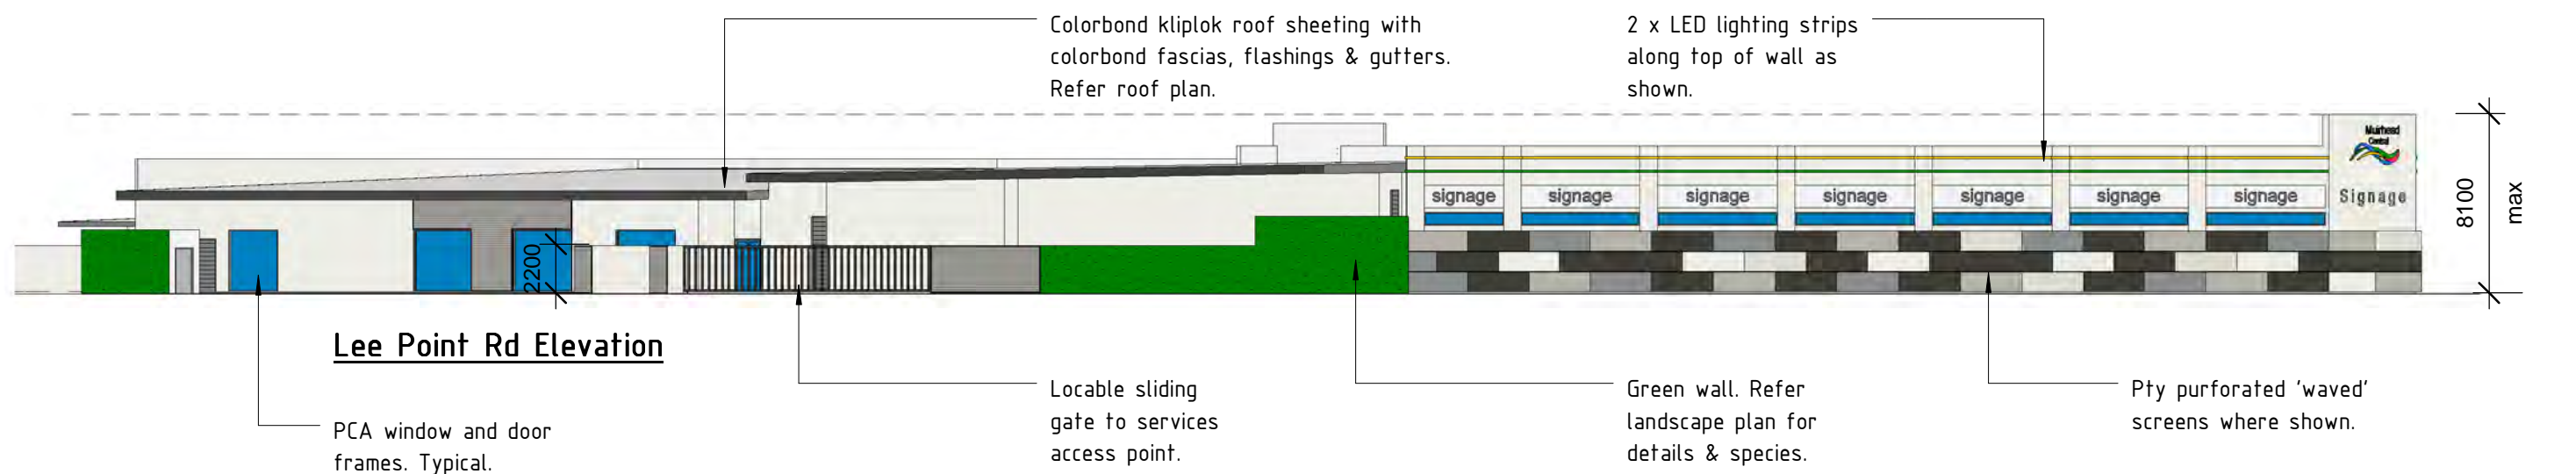 Colorbond kliplok roof sheeting with
colorbond fascias, flashings & gutters.
Refer roof plan.
2 x LED lighting strips
along top of wall as
shown.
Muirhead
Central
signage
signage
signage
signage
signage
signage
signage
Signage
8100
max
2200
Lee Point Rd Elevation
PCA window and door
frames. Typical.
Locable sliding
gate to services
access point.
Green wall. Refer
landscape plan for
details & species.
Pty purforated 'waved'
screens where shown.